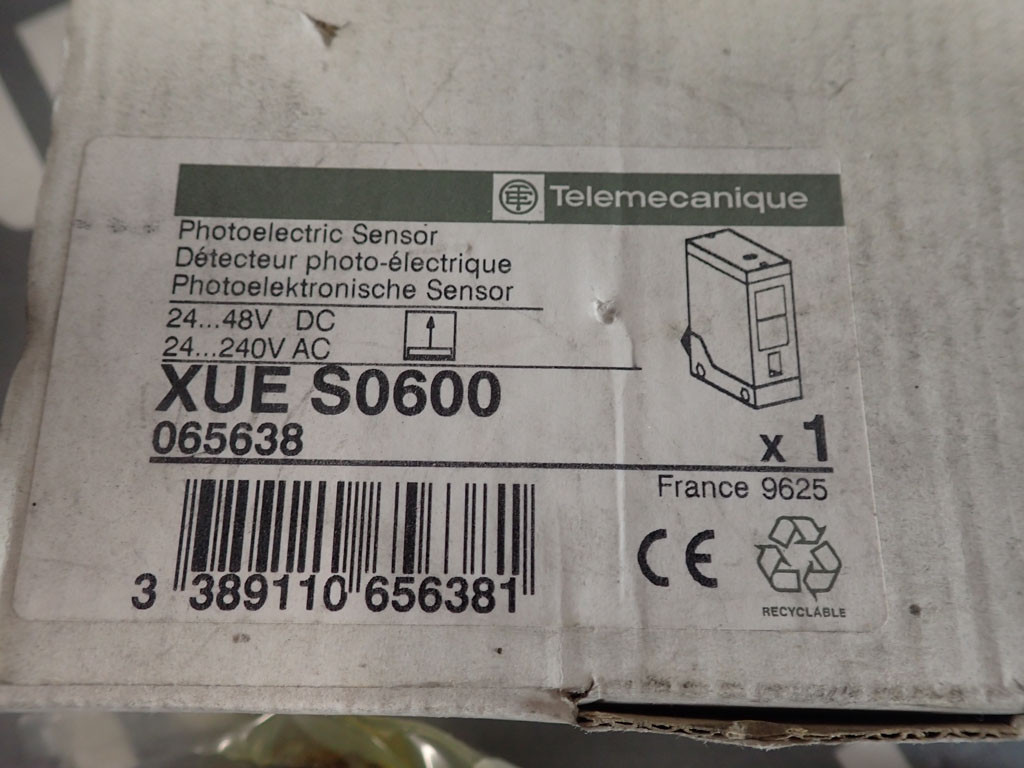 Telemecanique
Photoelectric Sensor
Détecteur photo-électrique
Photoelektronische Sensor
24...48V DC
24...240V AC
XUE S0600
065638
x 1
France 9625
3 389110 656381
CE
RECYCLABLE